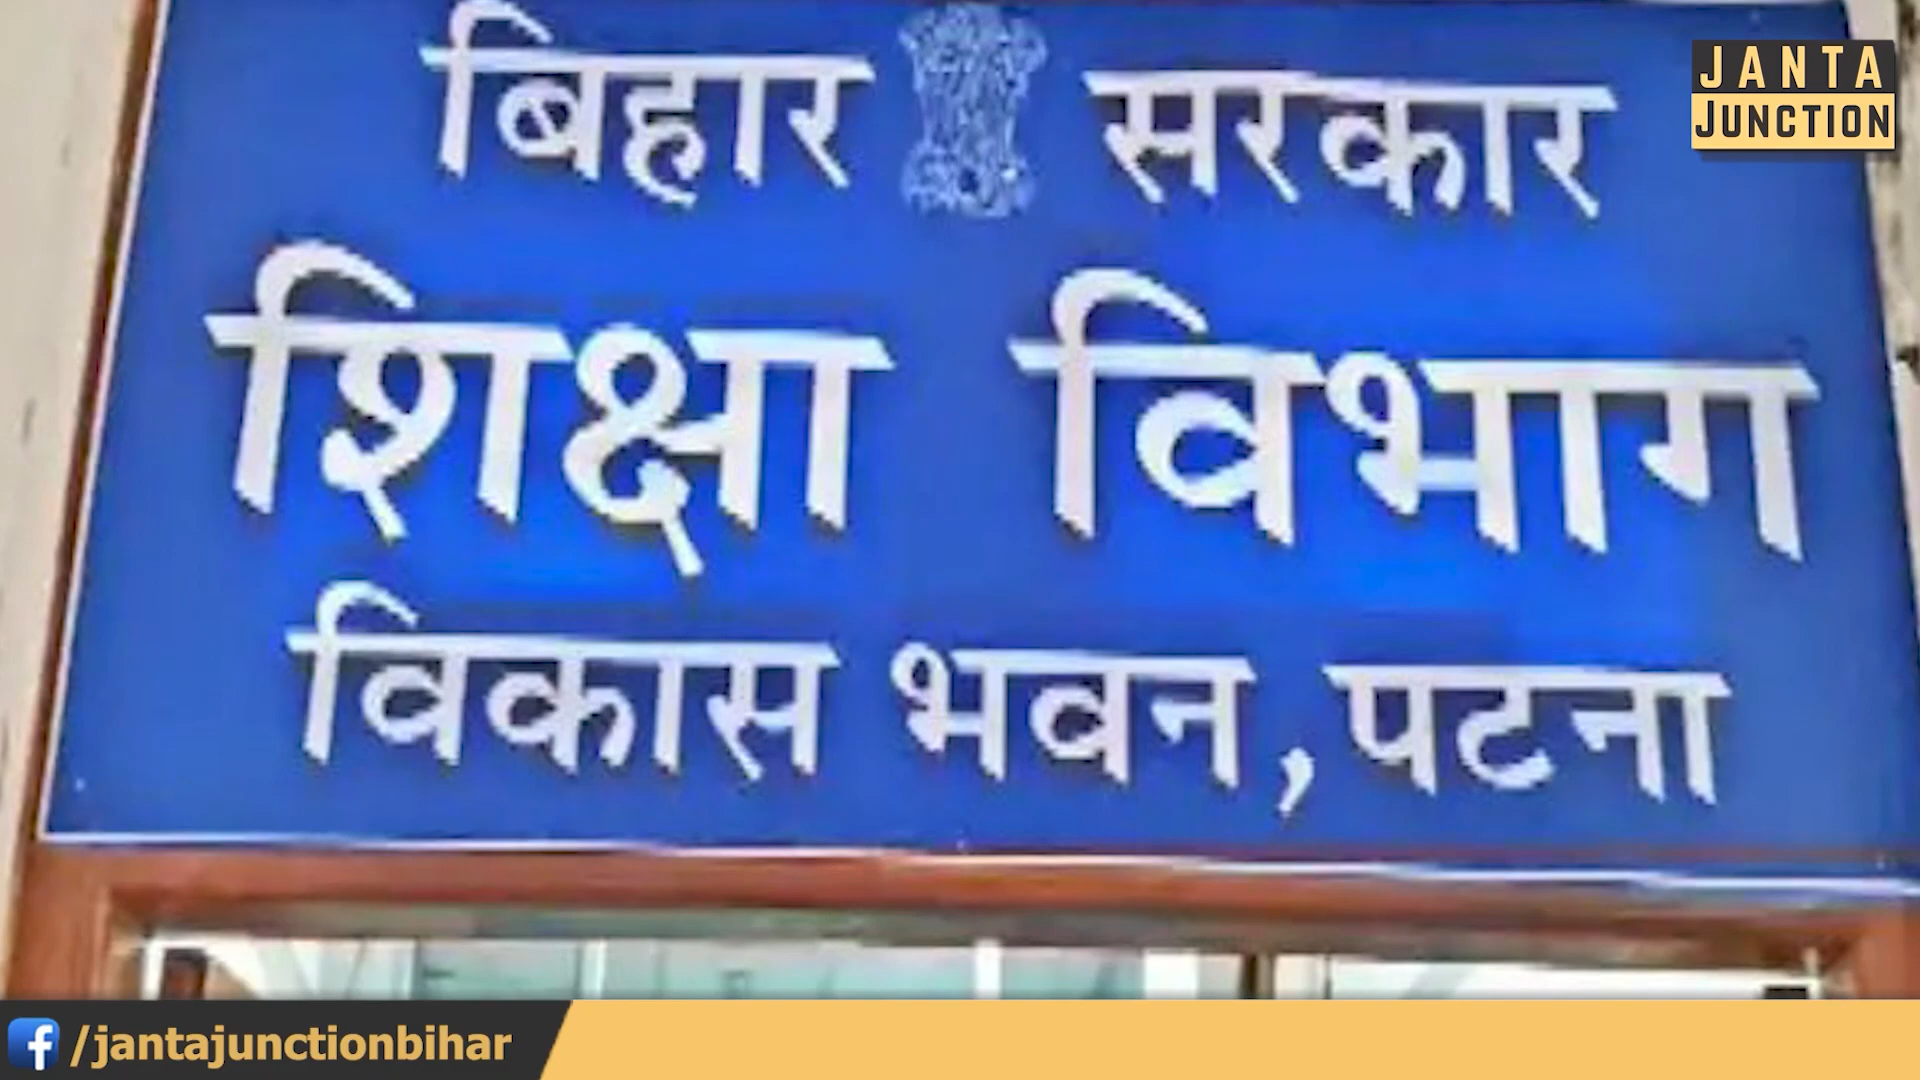 बिहार सरकार
JANTA
JUNCTION
शिक्षा विभाग
विकास भवन, पटना
/jantajunctionbihar